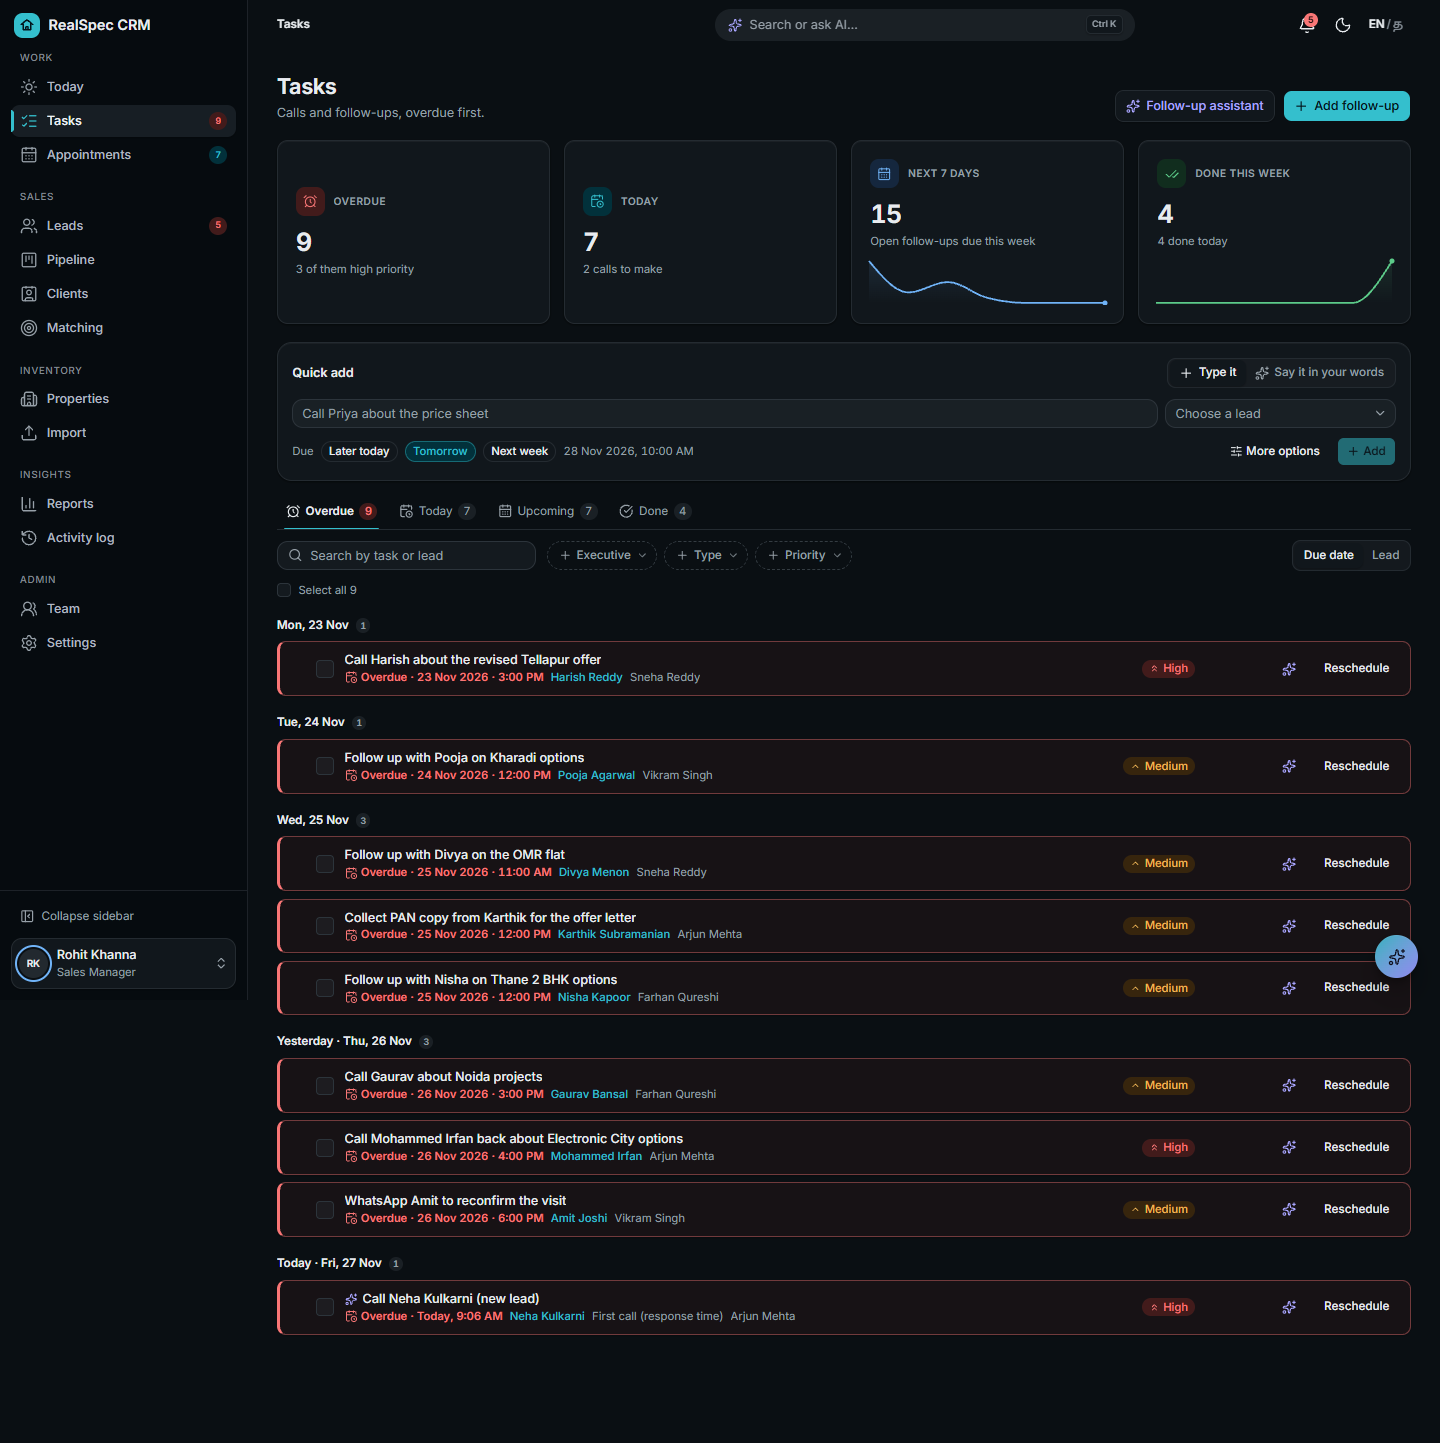 RealSpec CRM
WORK
Today
Tasks 9
Appointments 7
SALES
Leads 5
Pipeline
Clients
Matching
INVENTORY
Properties
Import
INSIGHTS
Reports
Activity log
ADMIN
Team
Settings
Collapse sidebar
RK
Rohit Khanna
Sales Manager
Tasks
Search or ask AI...
Ctrl K
5
EN / த
Tasks
Calls and follow-ups, overdue first.
Follow-up assistant
Add follow-up
OVERDUE
9
3 of them high priority
TODAY
7
2 calls to make
NEXT 7 DAYS
15
Open follow-ups due this week
DONE THIS WEEK
4
4 done today
Quick add
Type it
Say it in your words
Call Priya about the price sheet
Choose a lead
Due Later today Tomorrow Next week 28 Nov 2026, 10:00 AM
More options
Add
Overdue 9 Today 7 Upcoming 7 Done 4
Search by task or lead
Executive
Type
Priority
Due date Lead
Select all 9
Mon, 23 Nov 1
Call Harish about the revised Tellapur offer
Overdue · 23 Nov 2026 · 3:00 PM Harish Reddy Sneha Reddy
High
Reschedule
Tue, 24 Nov 1
Follow up with Pooja on Kharadi options
Overdue · 24 Nov 2026 · 12:00 PM Pooja Agarwal Vikram Singh
Medium
Reschedule
Wed, 25 Nov 3
Follow up with Divya on the OMR flat
Overdue · 25 Nov 2026 · 11:00 AM Divya Menon Sneha Reddy
Medium
Reschedule
Collect PAN copy from Karthik for the offer letter
Overdue · 25 Nov 2026 · 12:00 PM Karthik Subramanian Arjun Mehta
Medium
Reschedule
Follow up with Nisha on Thane 2 BHK options
Overdue · 25 Nov 2026 · 12:00 PM Nisha Kapoor Farhan Qureshi
Medium
Reschedule
Yesterday · Thu, 26 Nov 3
Call Gaurav about Noida projects
Overdue · 26 Nov 2026 · 3:00 PM Gaurav Bansal Farhan Qureshi
Medium
Reschedule
Call Mohammed Irfan back about Electronic City options
Overdue · 26 Nov 2026 · 4:00 PM Mohammed Irfan Arjun Mehta
High
Reschedule
WhatsApp Amit to reconfirm the visit
Overdue · 26 Nov 2026 · 6:00 PM Amit Joshi Vikram Singh
Medium
Reschedule
Today · Fri, 27 Nov 1
Call Neha Kulkarni (new lead)
Overdue · Today, 9:06 AM Neha Kulkarni First call (response time) Arjun Mehta
High
Reschedule